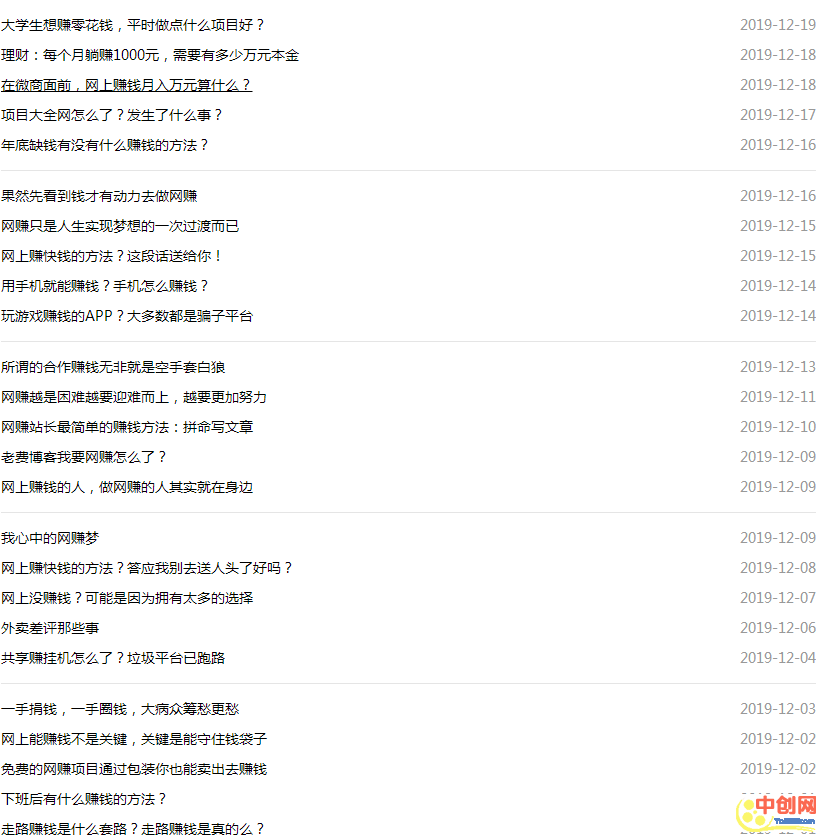 大学生想赚零花钱，平时做点什么项目好？ 2019-12-19
理财：每个月躺赚1000元，需要有多少万元本金 2019-12-18
在微商面前，网上赚钱月入万元算什么？ 2019-12-18
项目大全网怎么了？发生了什么事？ 2019-12-17
年底缺钱有没有什么赚钱的方法？ 2019-12-16
果然先看到钱才有动力去做网赚 2019-12-16
网赚只是人生实现梦想的一次过渡而已 2019-12-15
网上赚快钱的方法？这段话送给你！ 2019-12-15
用手机就能赚钱？手机怎么赚钱？ 2019-12-14
玩游戏赚钱的APP？大多数都是骗子平台 2019-12-14
所谓的合作赚钱无非就是空手套白狼 2019-12-13
网赚越是困难越要迎难而上，越要更加努力 2019-12-11
网赚站长最简单的赚钱方法：拼命写文章 2019-12-10
老费博客我要网赚怎么了？ 2019-12-09
网上赚钱的人，做网赚的人其实就在身边 2019-12-09
我心中的网赚梦 2019-12-09
网上赚快钱的方法？答应我别去送人头了好吗？ 2019-12-08
网上没赚钱？可能是因为拥有太多的选择 2019-12-07
外卖差评那些事 2019-12-06
共享赚挂机怎么了？垃圾平台已跑路 2019-12-04
一手捐钱，一手圈钱，大病众筹愁更愁 2019-12-03
网上能赚钱不是关键，关键是能守住钱袋子 2019-12-02
免费的网赚项目通过包装你也能卖出去赚钱 2019-12-02
下班后有什么赚钱的方法？
走路赚钱是什么套路？走路赚钱是真的么？
中创网